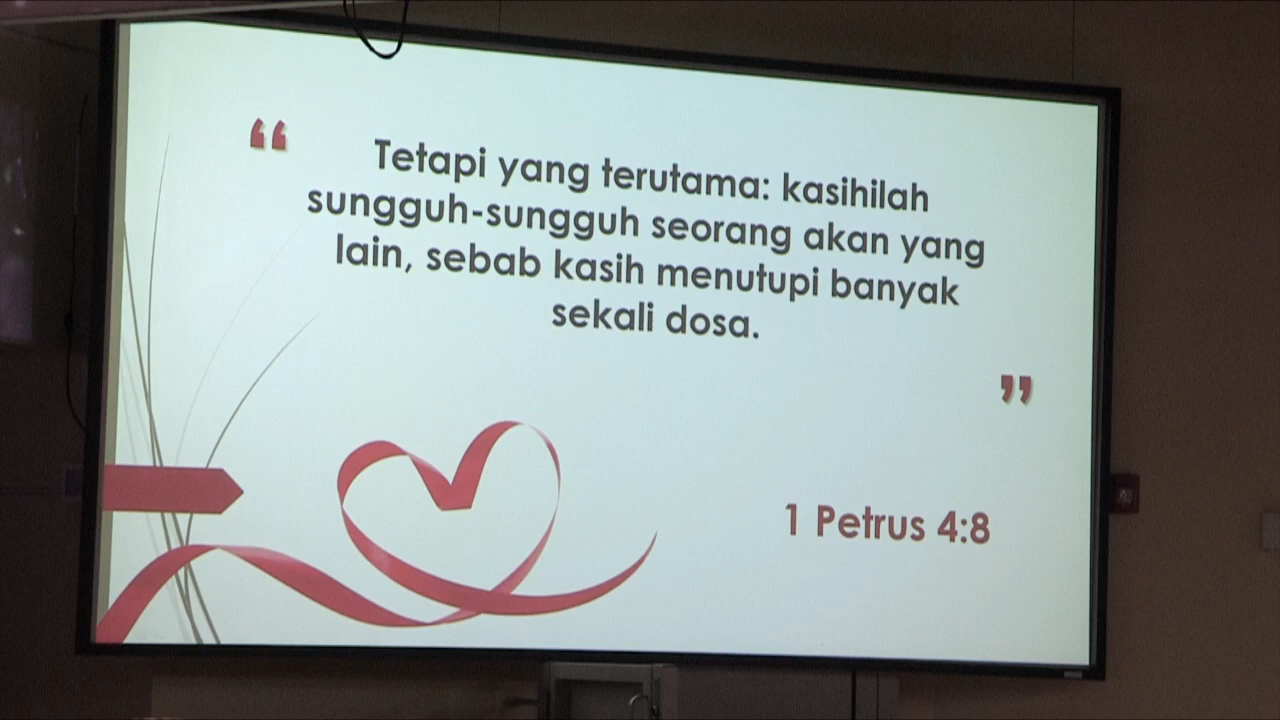 “
Tetapi yang terutama: kasihilah
sungguh-sungguh seorang akan yang
lain, sebab kasih menutupi banyak
sekali dosa.
”
1 Petrus 4:8